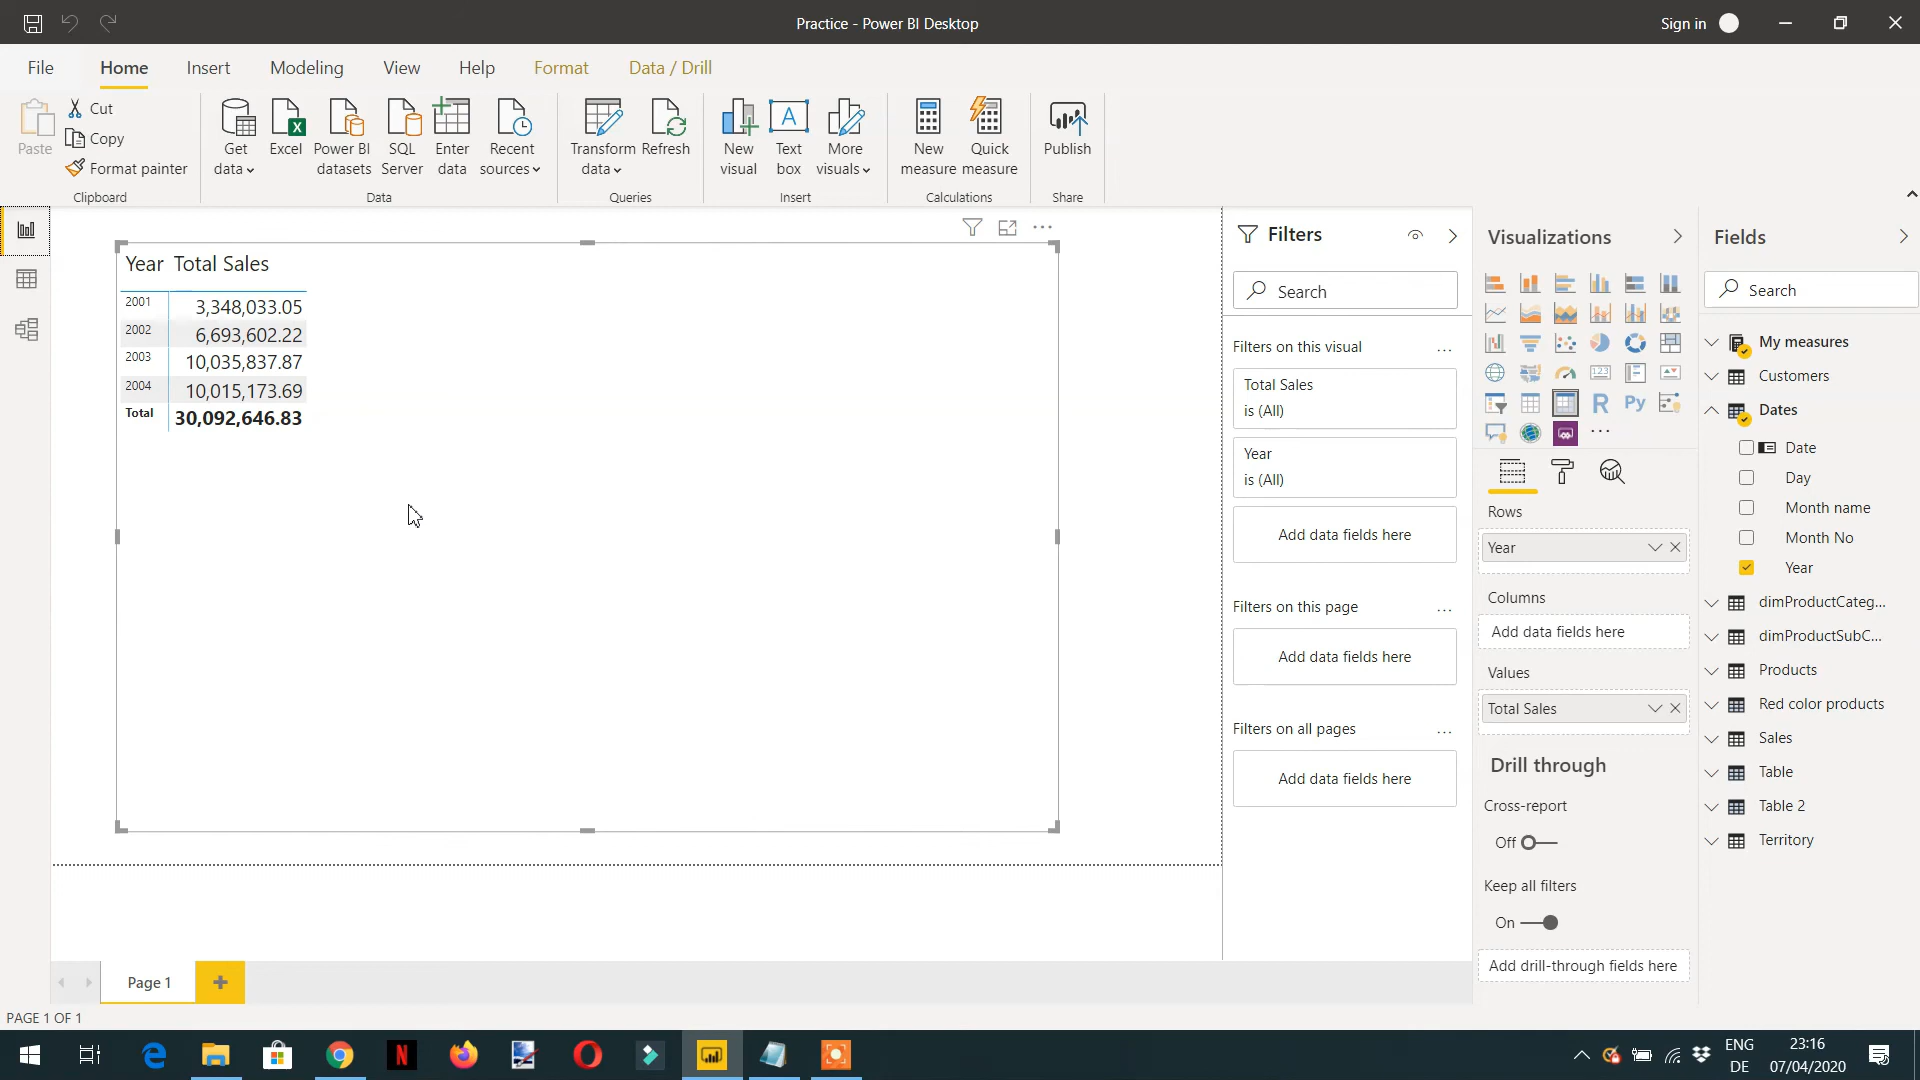 Practice - Power BI Desktop
Sign in
File Home Insert Modeling View Help Format Data / Drill
Paste
Cut
Copy
Format painter
Clipboard
Get data
Excel
Power BI datasets
SQL Server
Enter data
Recent sources
Data
Transform data
Refresh
Queries
New visual
Text box
More visuals
Insert
New measure
Quick measure
Calculations
Publish
Share
Year Total Sales
2001 3,348,033.05
2002 6,693,602.22
2003 10,035,837.87
2004 10,015,173.69
Total 30,092,646.83
Filters
Search
Filters on this visual ...
Total Sales
is (All)
Year
is (All)
Add data fields here
Filters on this page ...
Add data fields here
Filters on all pages ...
Add data fields here
Visualizations
R Py
123
...
Rows
Year
Columns
Add data fields here
Values
Total Sales
Drill through
Cross-report
Off
Keep all filters
On
Add drill-through fields here
Fields
Search
My measures
Customers
Dates
Date
Day
Month name
Month No
Year
dimProductCateg...
dimProductSubC...
Products
Red color products
Sales
Table
Table 2
Territory
Page 1
PAGE 1 OF 1
ENG
DE
23:16
07/04/2020